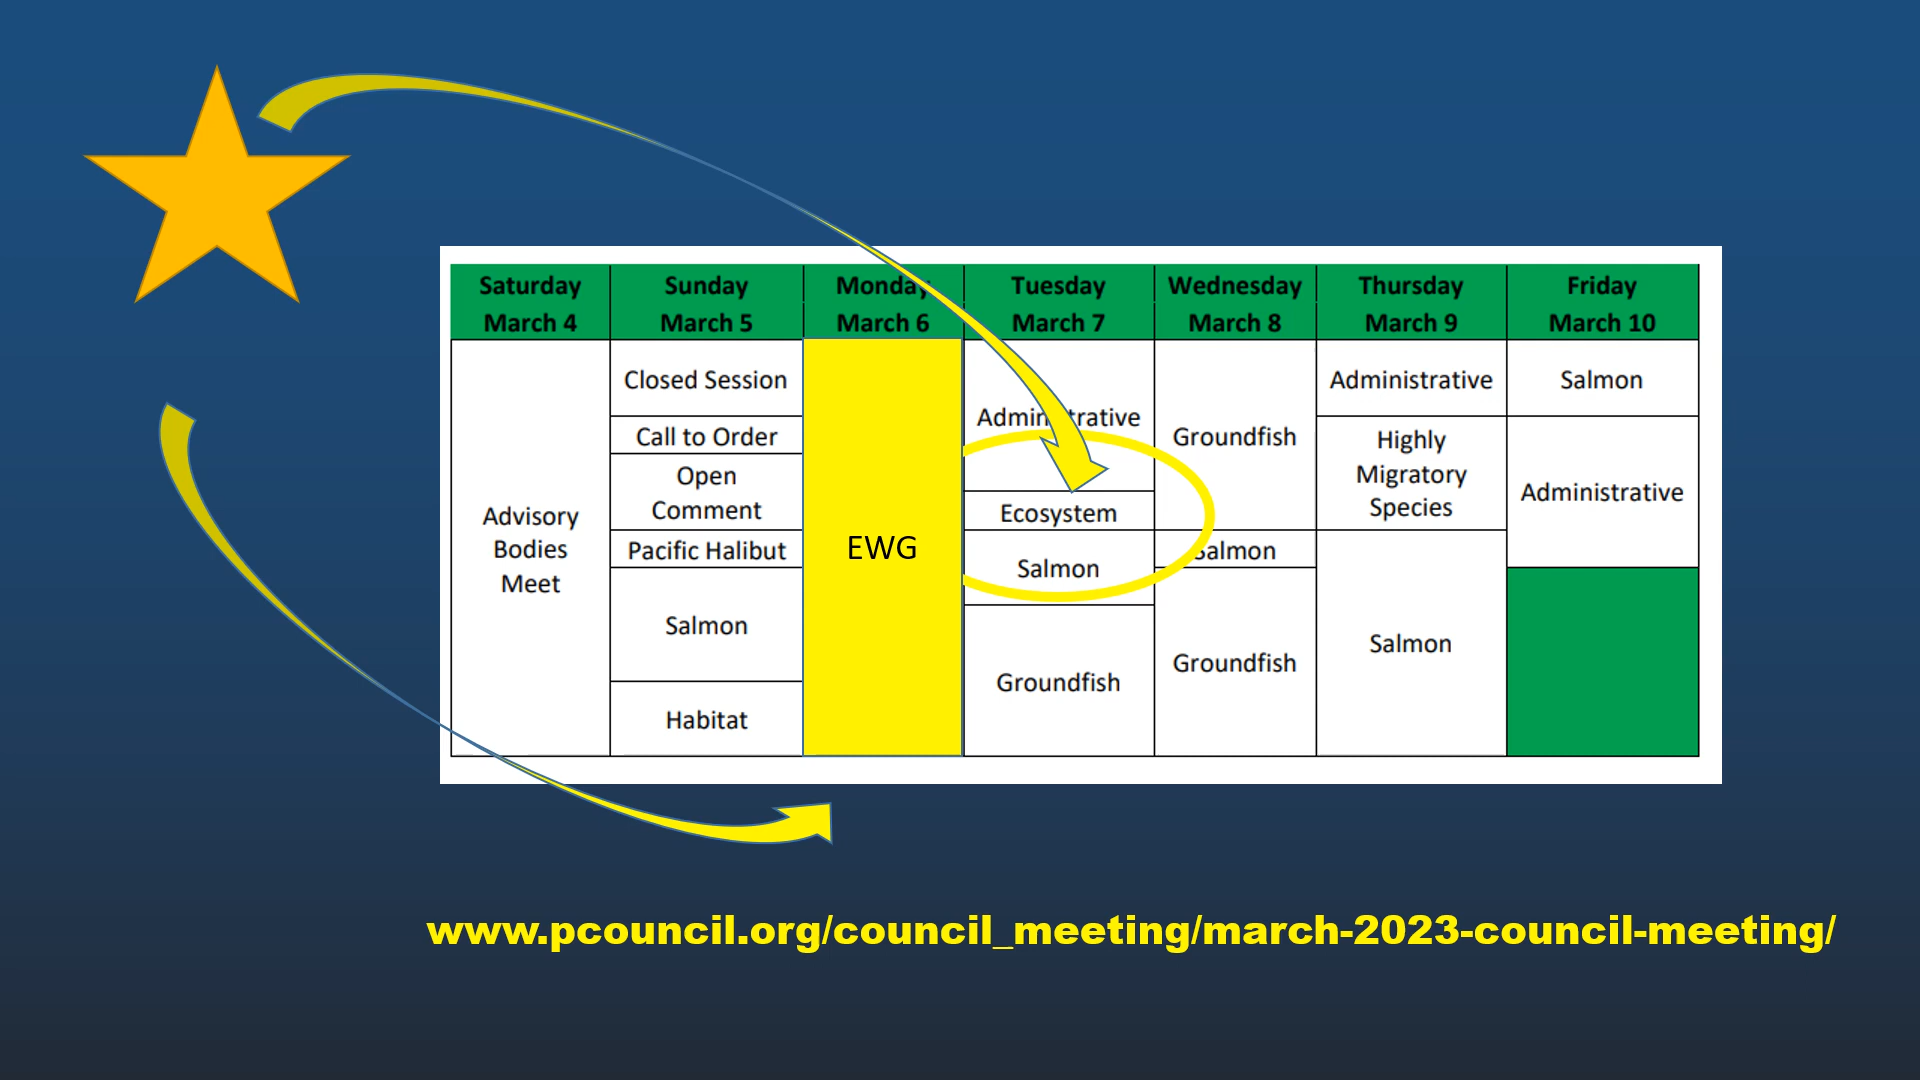 Saturday
March 4
Sunday
March 5
Monday
March 6
Tuesday
March 7
Wednesday
March 8
Thursday
March 9
Friday
March 10
Advisory
Bodies
Meet
Closed Session
Call to Order
Open
Comment
Pacific Halibut
Salmon
Habitat
EWG
Administrative
Ecosystem
Salmon
Groundfish
Groundfish
Salmon
Groundfish
Administrative
Highly
Migratory
Species
Salmon
Salmon
Administrative
www.pcouncil.org/council_meeting/march-2023-council-meeting/